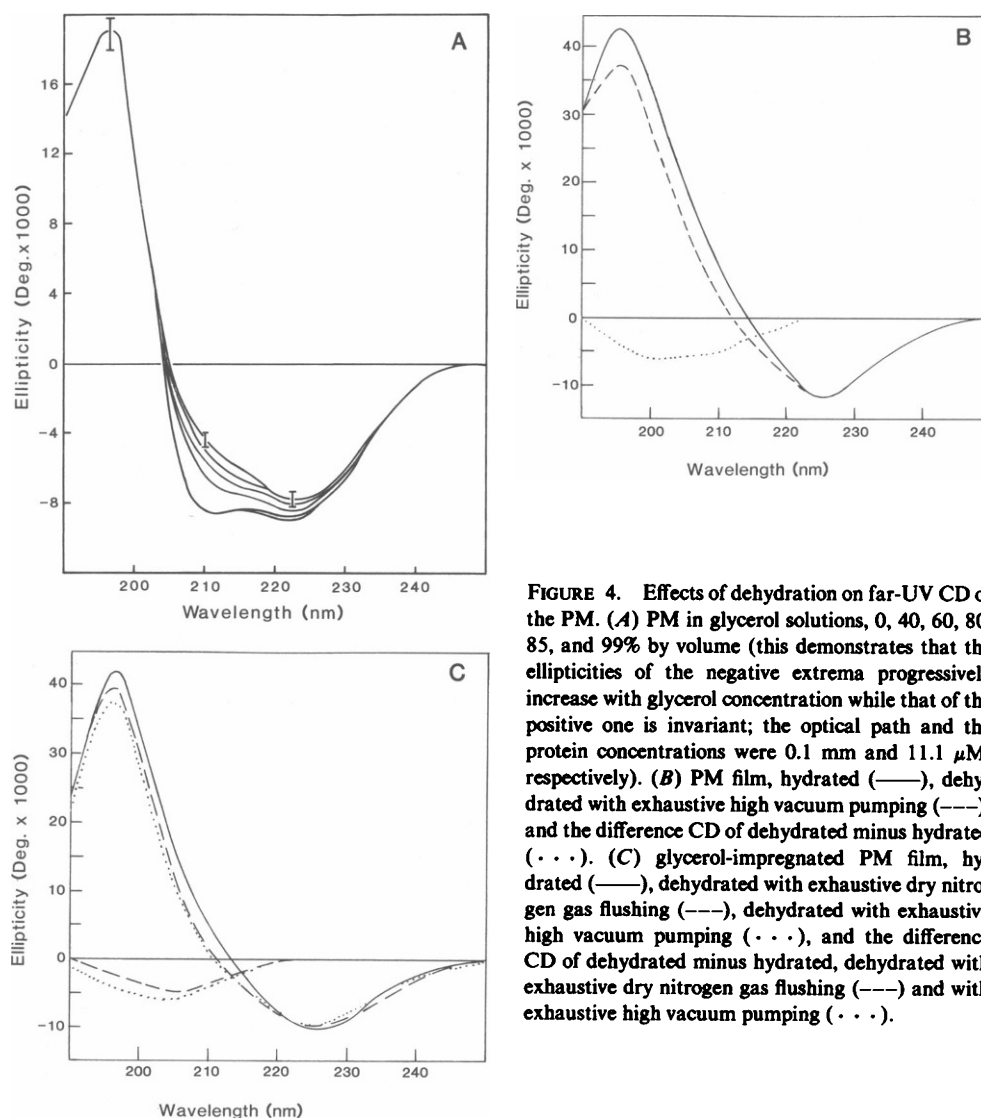 A
16
12
8
4
0
-4
-8
Ellipticity (Deg.x1000)
200 210 220 230 240
Wavelength (nm)
B
40
30
20
10
0
-10
Ellipticity (Deg. x 1000)
200 210 220 230 240
Wavelength (nm)
C
40
30
20
10
0
-10
Ellipticity (Deg. x 1000)
200 210 220 230 240
Wavelength (nm)
FIGURE 4. Effects of dehydration on far-UV CD
the PM. (A) PM in glycerol solutions, 0, 40, 60, 80
85, and 99% by volume (this demonstrates that th
ellipticities of the negative extrema progressivel
increase with glycerol concentration while that of th
positive one is invariant; the optical path and th
protein concentrations were 0.1 mm and 11.1 μM
respectively). (B) PM film, hydrated (——), dehy
drated with exhaustive high vacuum pumping (---)
and the difference CD of dehydrated minus hydrate
(· · ·). (C) glycerol-impregnated PM film, hy
drated (——), dehydrated with exhaustive dry nitro
gen gas flushing (---), dehydrated with exhaustiv
high vacuum pumping (· · ·), and the differenc
CD of dehydrated minus hydrated, dehydrated with
exhaustive dry nitrogen gas flushing (---) and with
exhaustive high vacuum pumping (· · ·).